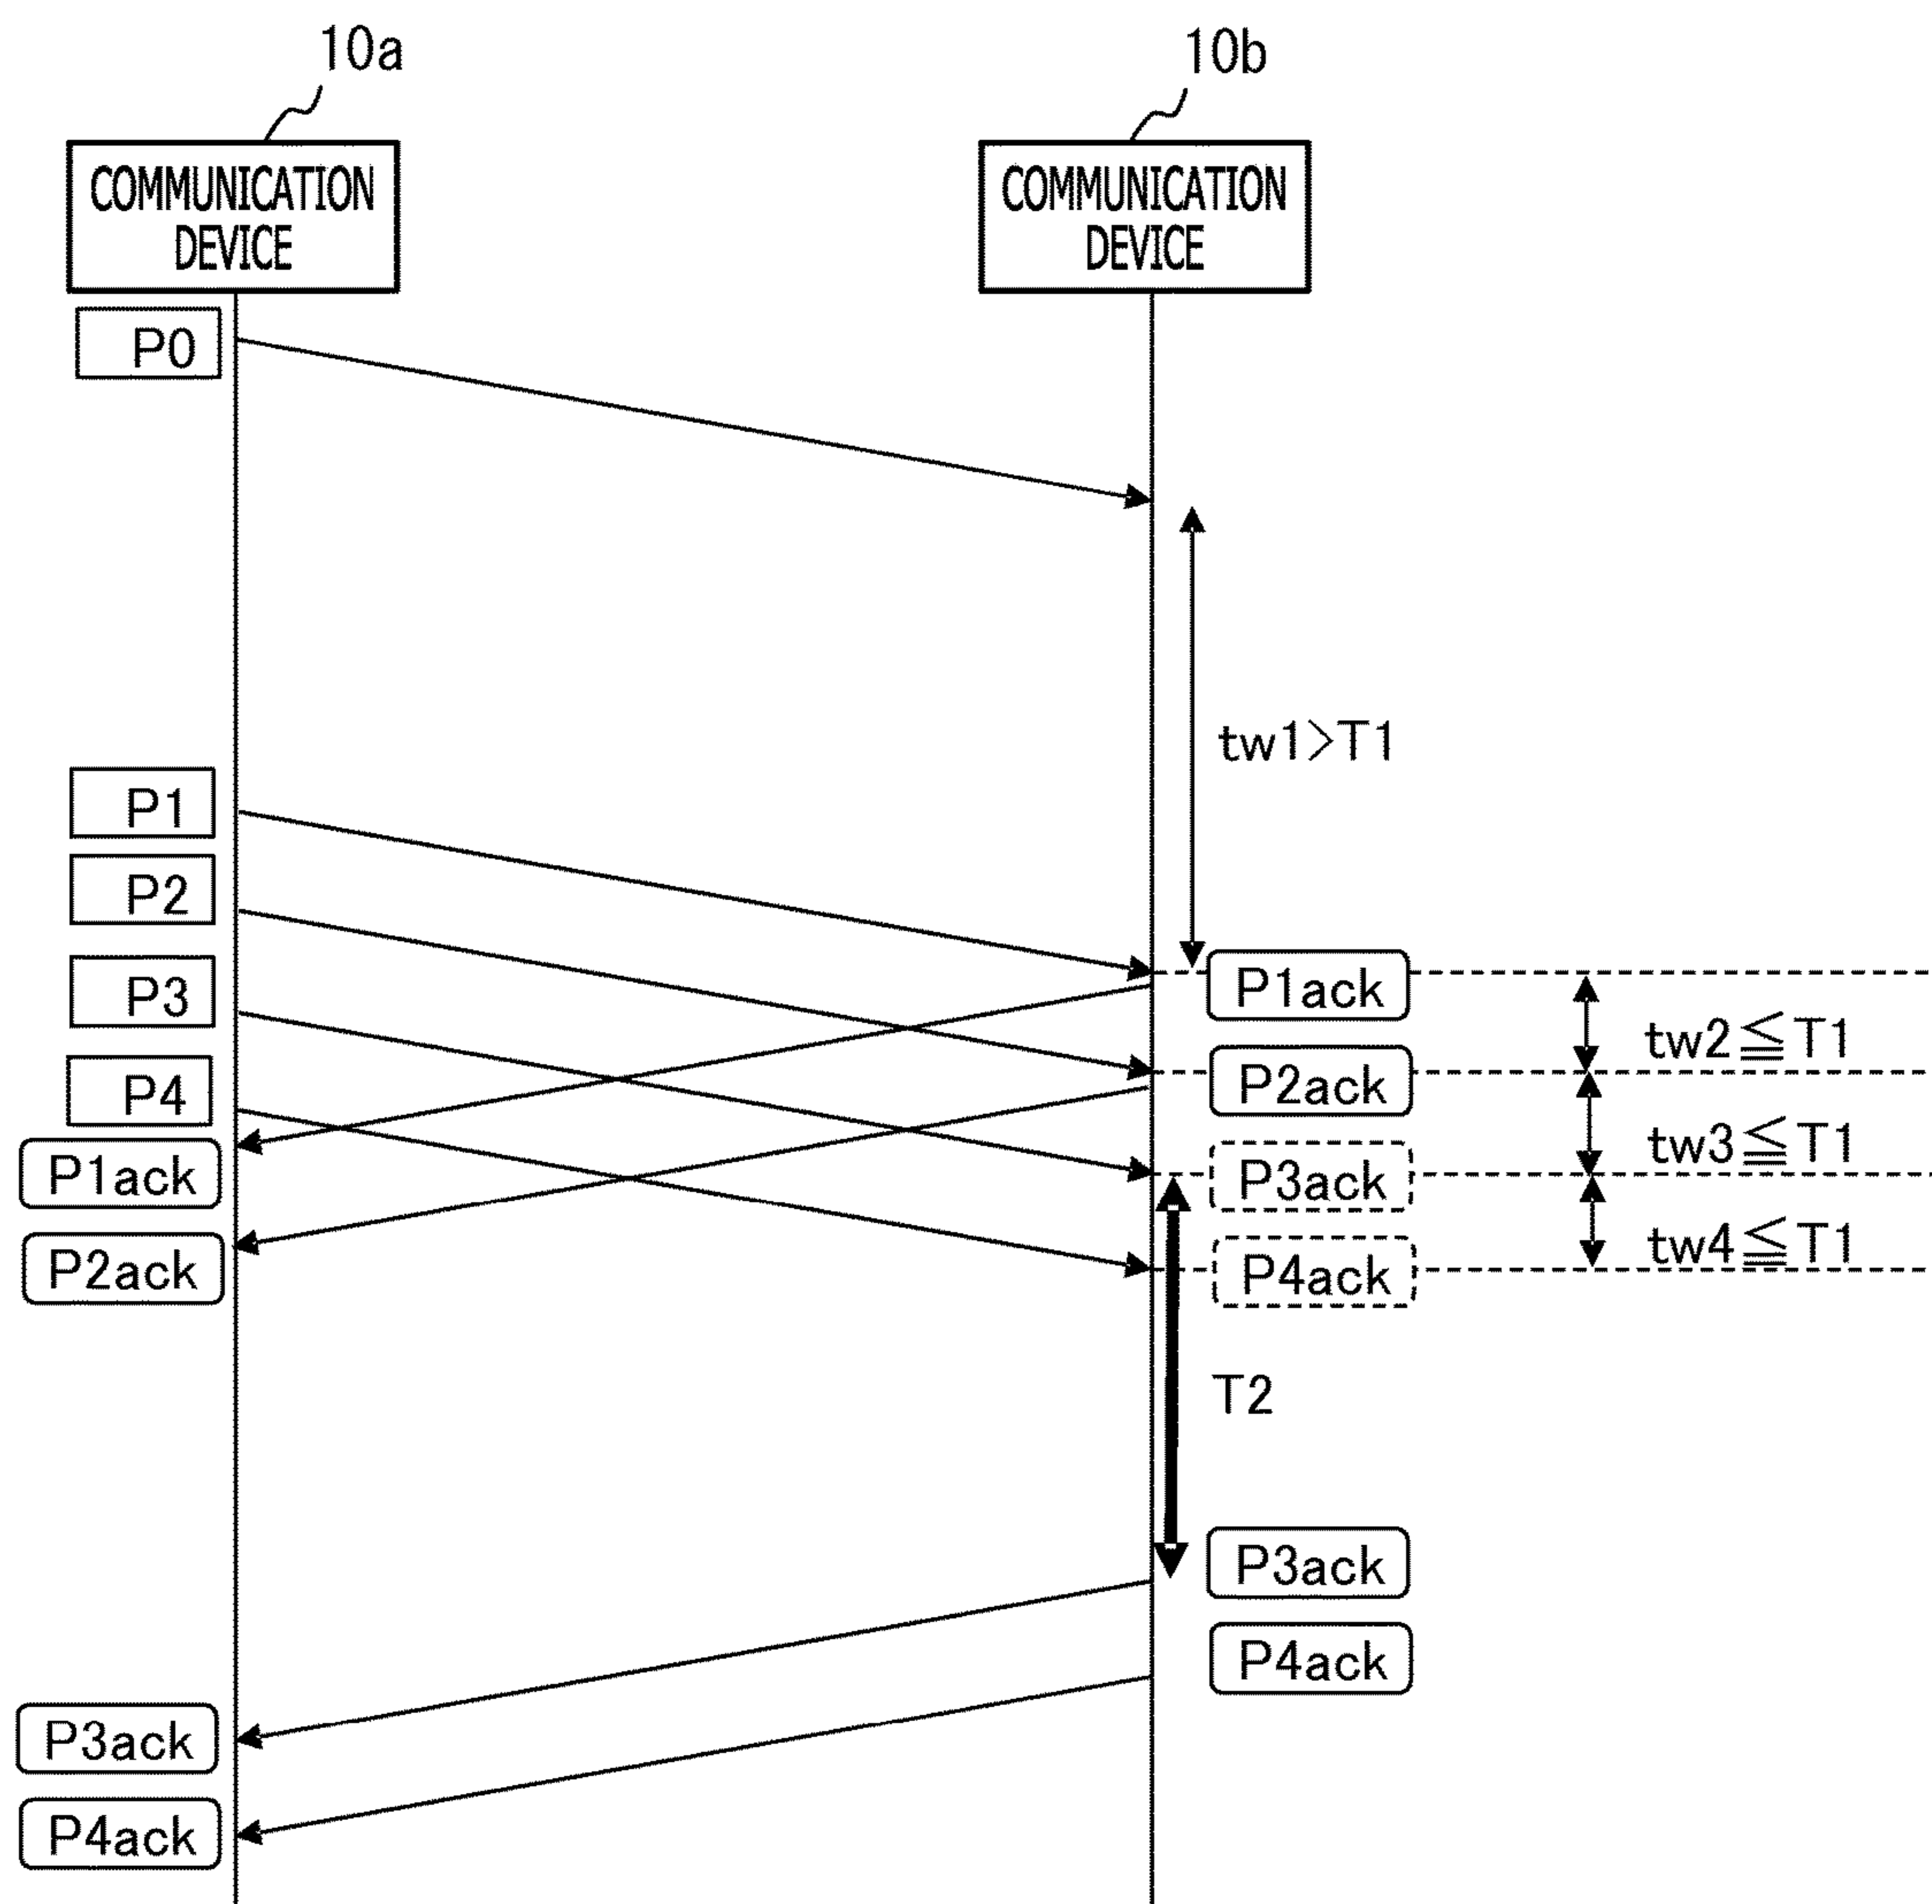 10a
10b
COMMUNICATION
DEVICE
COMMUNICATION
DEVICE
P0
tw1>T1
P1
P2
P3
P1ack
tw2≦T1
P2ack
P4
tw3≦T1
P1ack
P3ack
tw4≦T1
P2ack
P4ack
T2
P3ack
P4ack
P3ack
P4ack